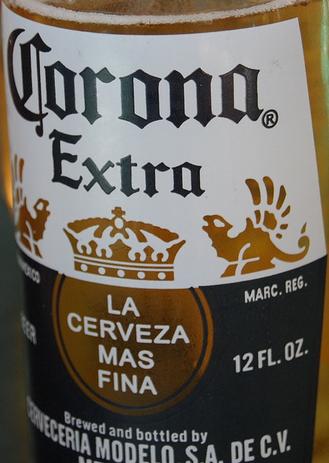 Corona®
Extra
MARC. REG.
LA
CERVEZA
MAS
FINA
12 FL. OZ.
Brewed and bottled by
CERVECERIA MODELO, S.A. DE C.V.